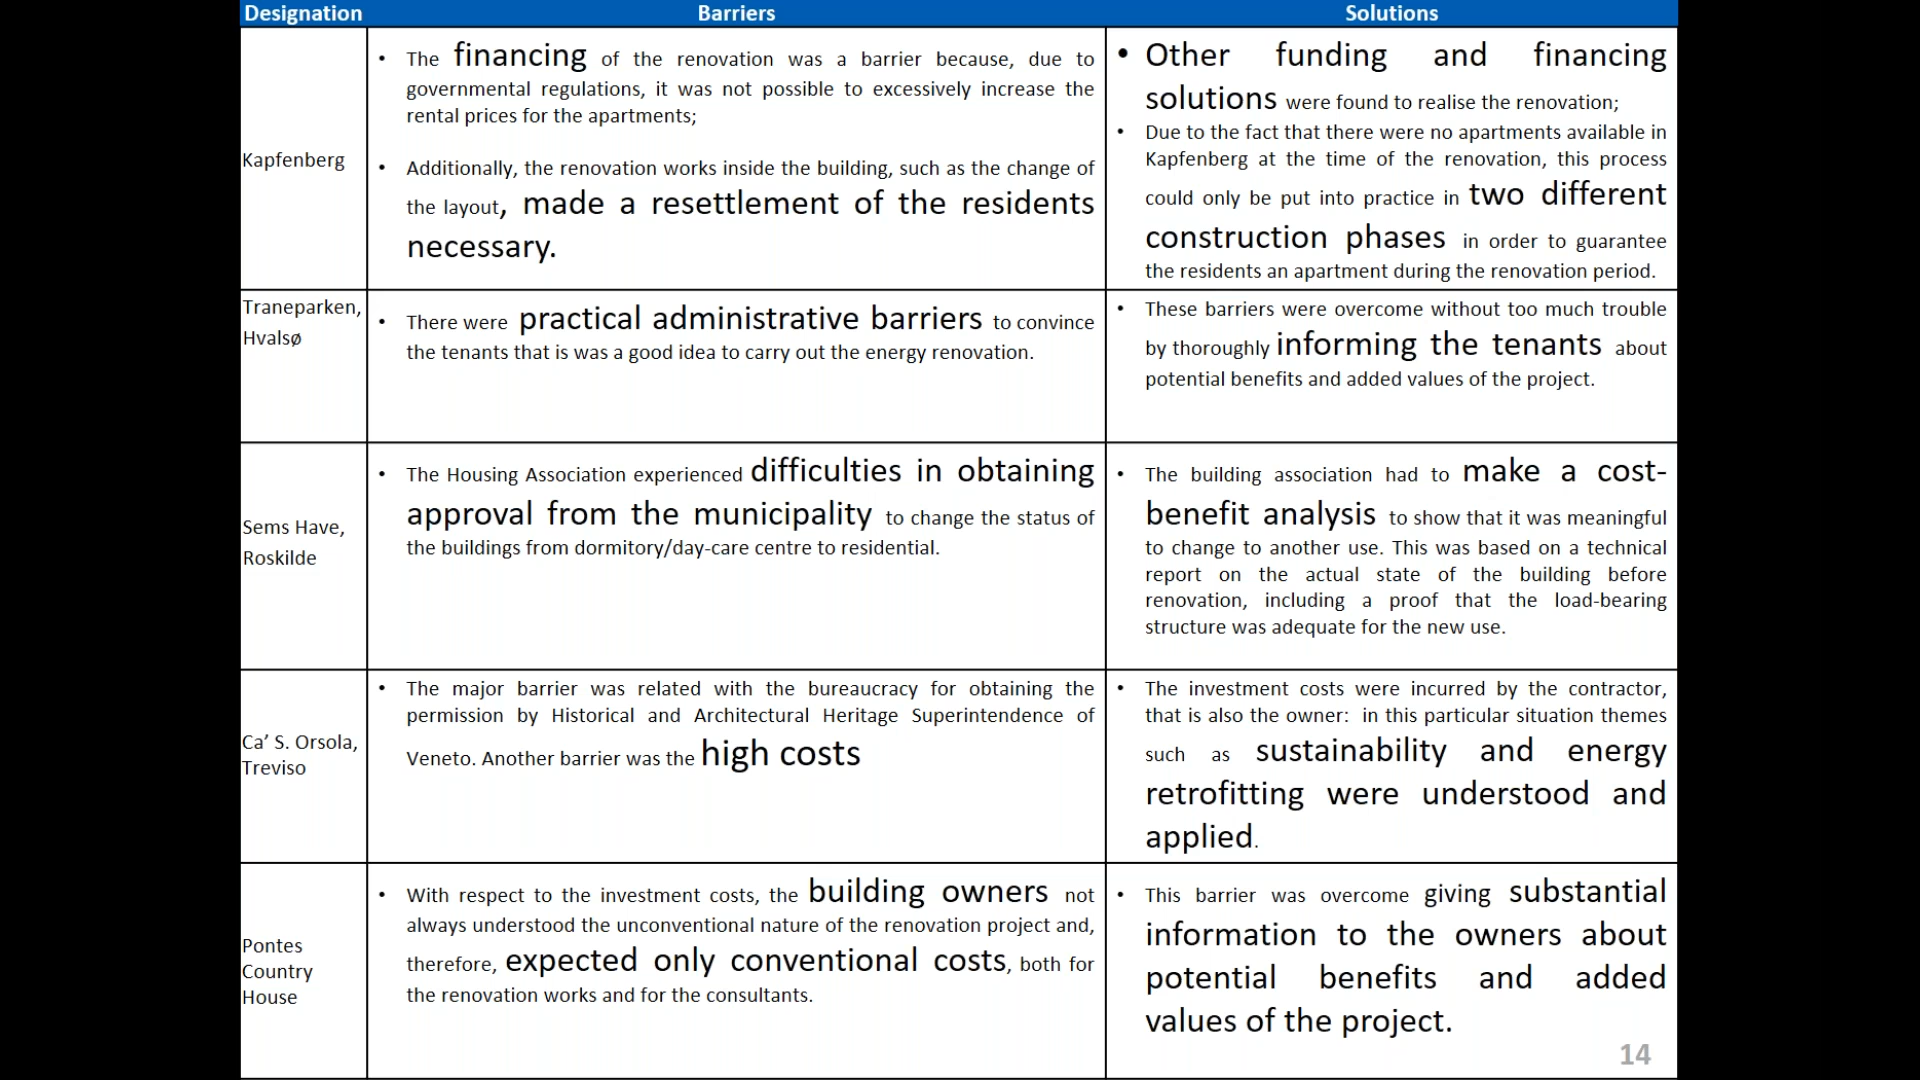 Designation Barriers Solutions
Kapfenberg
• The financing of the renovation was a barrier because, due to
governmental regulations, it was not possible to excessively increase the
rental prices for the apartments;
• Additionally, the renovation works inside the building, such as the change of
the layout, made a resettlement of the residents
necessary.
• Other funding and financing
solutions were found to realise the renovation;
• Due to the fact that there were no apartments available in
Kapfenberg at the time of the renovation, this process
could only be put into practice in two different
construction phases in order to guarantee
the residents an apartment during the renovation period.
Traneparken,
Hvalsø
• There were practical administrative barriers to convince
the tenants that is was a good idea to carry out the energy renovation.
• These barriers were overcome without too much trouble
by thoroughly informing the tenants about
potential benefits and added values of the project.
Sems Have,
Roskilde
• The Housing Association experienced difficulties in obtaining
approval from the municipality to change the status of
the buildings from dormitory/day-care centre to residential.
• The building association had to make a cost-
benefit analysis to show that it was meaningful
to change to another use. This was based on a technical
report on the actual state of the building before
renovation, including a proof that the load-bearing
structure was adequate for the new use.
Ca’ S. Orsola,
Treviso
• The major barrier was related with the bureaucracy for obtaining the
permission by Historical and Architectural Heritage Superintendence of
Veneto. Another barrier was the high costs
• The investment costs were incurred by the contractor,
that is also the owner: in this particular situation themes
such as sustainability and energy
retrofitting were understood and
applied.
Pontes
Country
House
• With respect to the investment costs, the building owners not
always understood the unconventional nature of the renovation project and,
therefore, expected only conventional costs, both for
the renovation works and for the consultants.
• This barrier was overcome giving substantial
information to the owners about
potential benefits and added
values of the project.
14